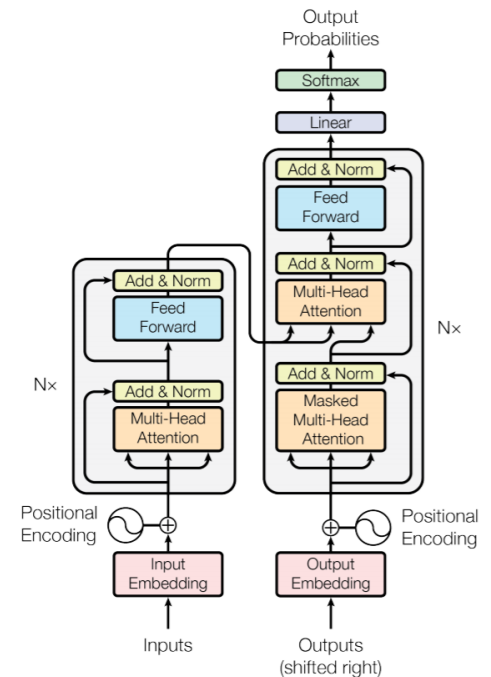 Output
Probabilities
Softmax
Linear
Add & Norm
Feed
Forward
Add & Norm
Multi-Head
Attention
Add & Norm
Masked
Multi-Head
Attention
N×
Add & Norm
Feed
Forward
N×
Add & Norm
Multi-Head
Attention
Positional
Encoding
Positional
Encoding
Input
Embedding
Output
Embedding
Inputs
Outputs
(shifted right)